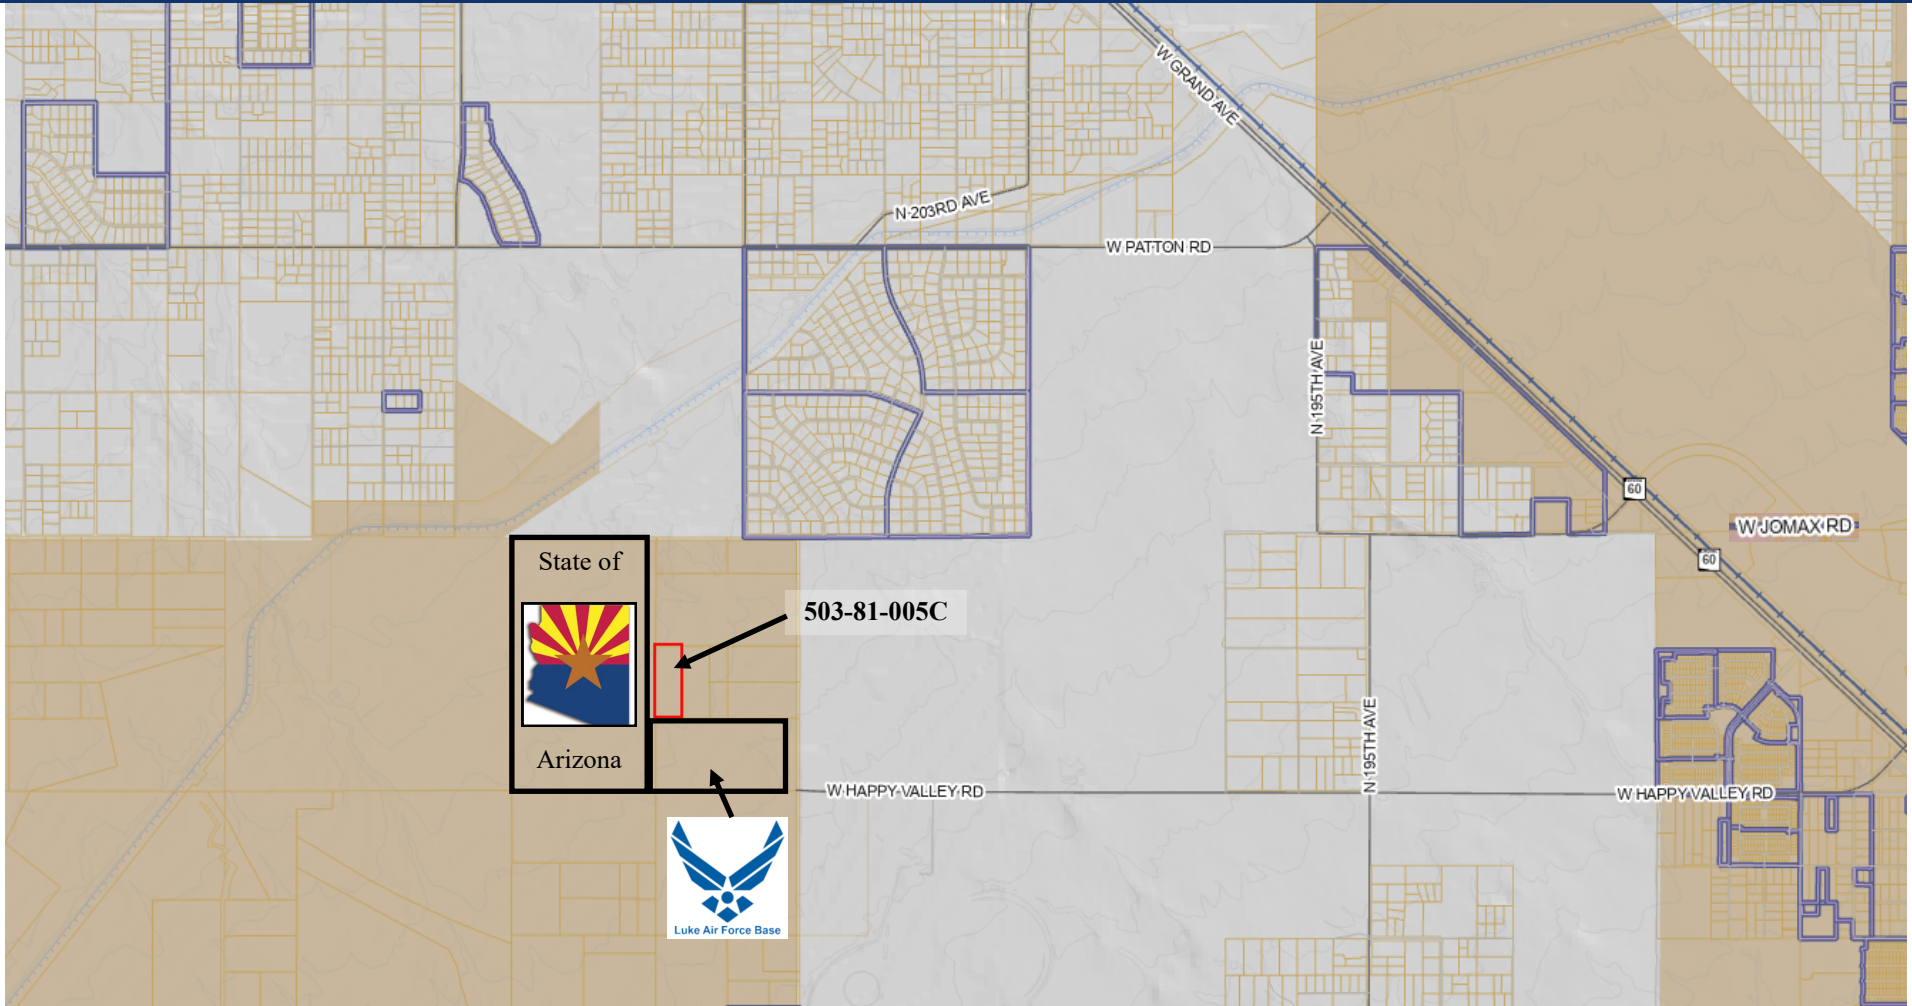 W GRAND AVE
N 203RD AVE
W PATTON RD
N 195TH AVE
60
W JOMAX RD
60
State of
Arizona
503-81-005C
N 195TH AVE
W HAPPY VALLEY RD
W HAPPY VALLEY RD
Luke Air Force Base